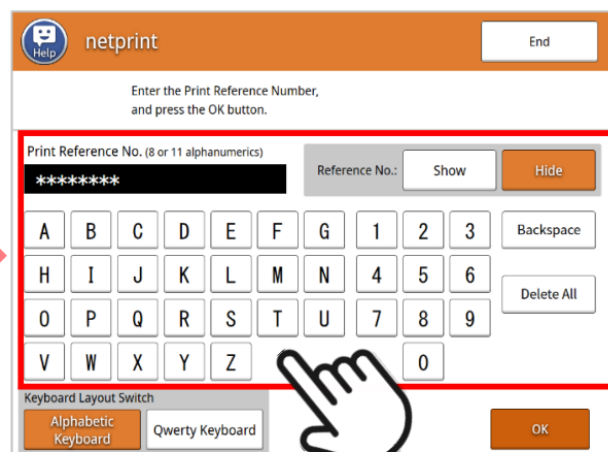 Help
netprint
End
Enter the Print Reference Number,
and press the OK button.
Print Reference No. (8 or 11 alphanumerics)
********
Reference No.:
Show
Hide
A B C D E F G 1 2 3
Backspace
H I J K L M N 4 5 6
Delete All
O P Q R S T U 7 8 9
V W X Y Z 0
Keyboard Layout Switch
Alphabetic
Keyboard
Qwerty Keyboard
OK